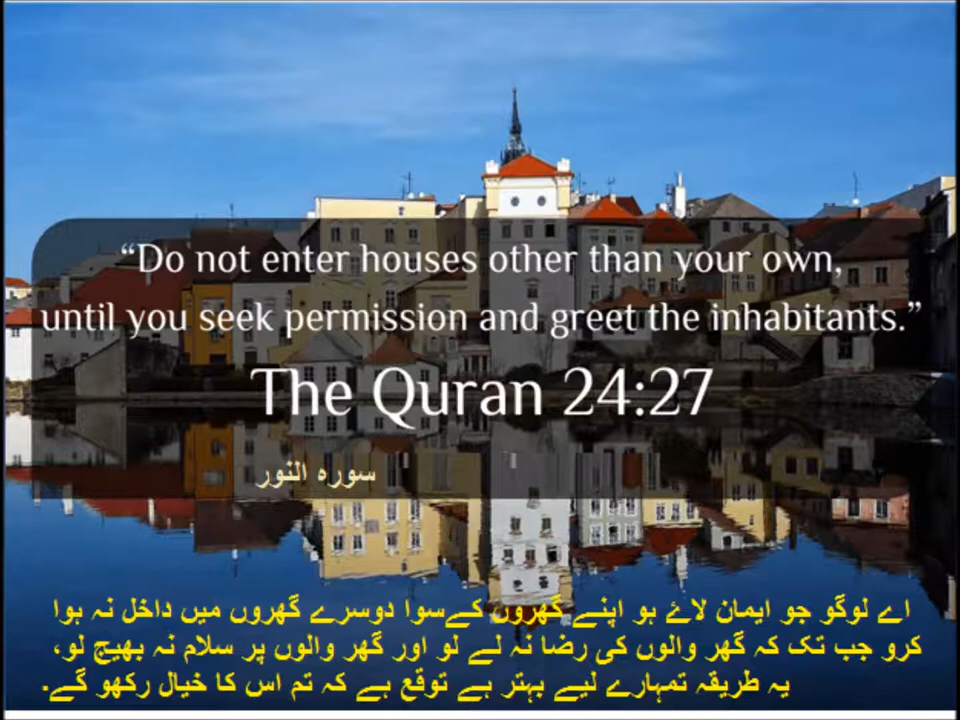 “Do not enter houses other than your own,
until you seek permission and greet the inhabitants.”
The Quran 24:27
سورہ النور
اے لوگو جو ایمان لاۓ ہو اپنے گھروں کےسوا دوسرے گھروں میں داخل نہ ہوا
کرو جب تک کہ گھر والوں کی رضا نہ لے لو اور گھر والوں پر سلام نہ بھیج لو،
یہ طریقہ تمہارے لیے بہتر ہے توقع ہے کہ تم اس کا خیال رکھو گے۔